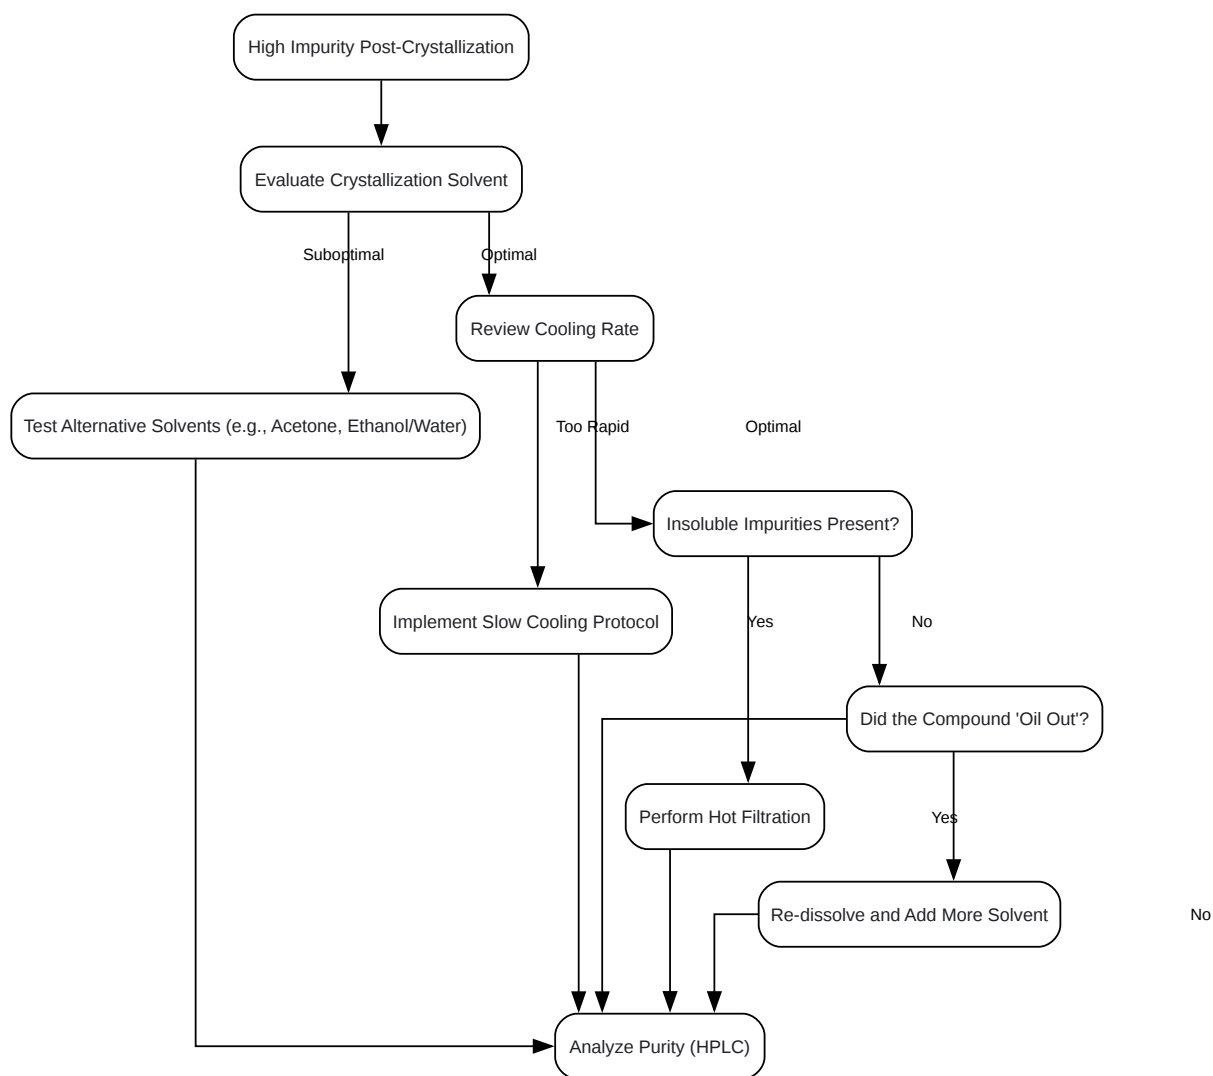 High Impurity Post-Crystallization
Evaluate Crystallization Solvent
Suboptimal
Optimal
Review Cooling Rate
Test Alternative Solvents (e.g., Acetone, Ethanol/Water)
Too Rapid
Optimal
Insoluble Impurities Present?
Implement Slow Cooling Protocol
Yes
No
Did the Compound 'Oil Out'?
Perform Hot Filtration
Yes
Re-dissolve and Add More Solvent
No
Analyze Purity (HPLC)